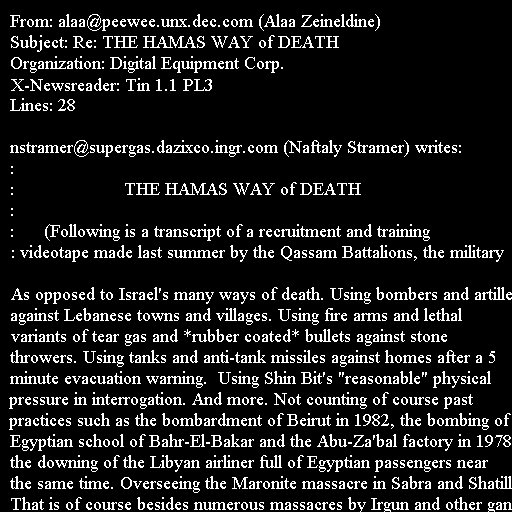 From: alaa@peewee.unx.dec.com (Alaa Zeineldine)
Subject: Re: THE HAMAS WAY of DEATH
Organization: Digital Equipment Corp.
X-Newsreader: Tin 1.1 PL3
Lines: 28
nstramer@supergas.dazixco.ingr.com (Naftaly Stramer) writes:
:
: THE HAMAS WAY of DEATH
:
: (Following is a transcript of a recruitment and training
: videotape made last summer by the Qassam Battalions, the military
As opposed to Israel's many ways of death. Using bombers and artille
against Lebanese towns and villages. Using fire arms and lethal
variants of tear gas and *rubber coated* bullets against stone
throwers. Using tanks and anti-tank missiles against homes after a 5
minute evacuation warning. Using Shin Bit's "reasonable" physical
pressure in interrogation. And more. Not counting of course past
practices such as the bombardment of Beirut in 1982, the bombing of
Egyptian school of Bahr-El-Bakar and the Abu-Za'bal factory in 1978
the downing of the Libyan airliner full of Egyptian passengers near
the same time. Overseeing the Maronite massacre in Sabra and Shatill
That is of course besides numerous massacres by Irgun and other gan